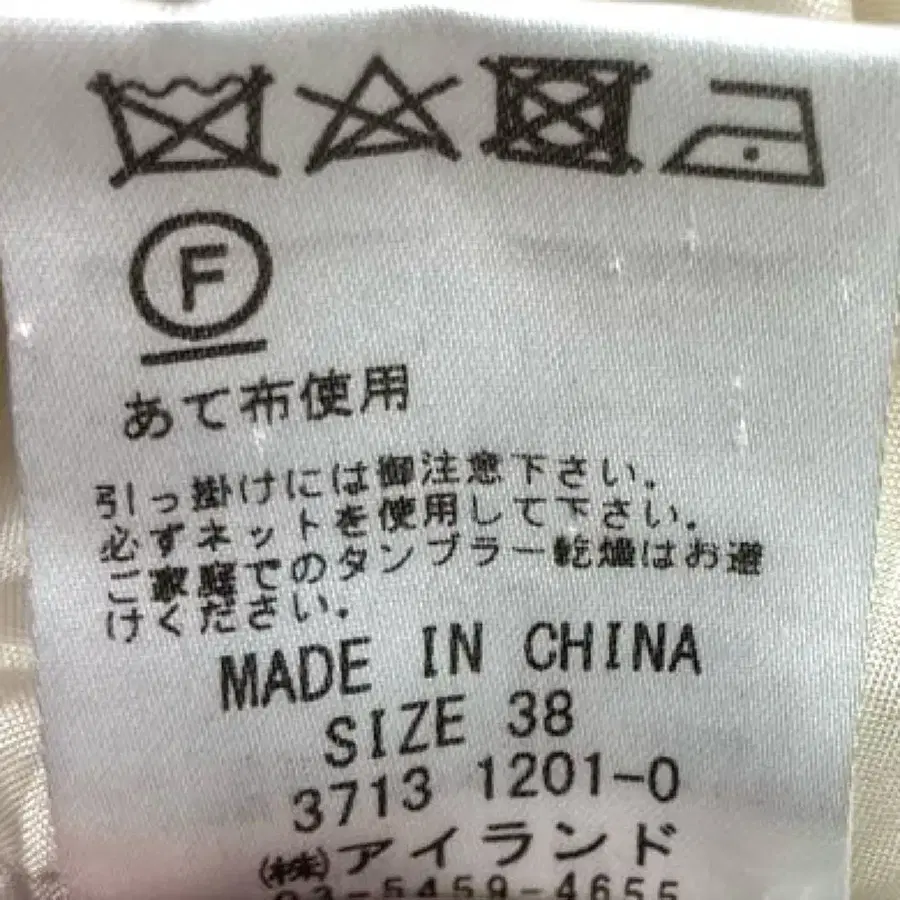 F
あて布使用
引っ掛けには御注意下さい.
必ずネットを使用して下さい.
ご家庭でのタンブラー乾燥はお避
けください.
MADE IN CHINA
SIZE 38
3713 1201-0
(株)アイランド
03-5459-4655